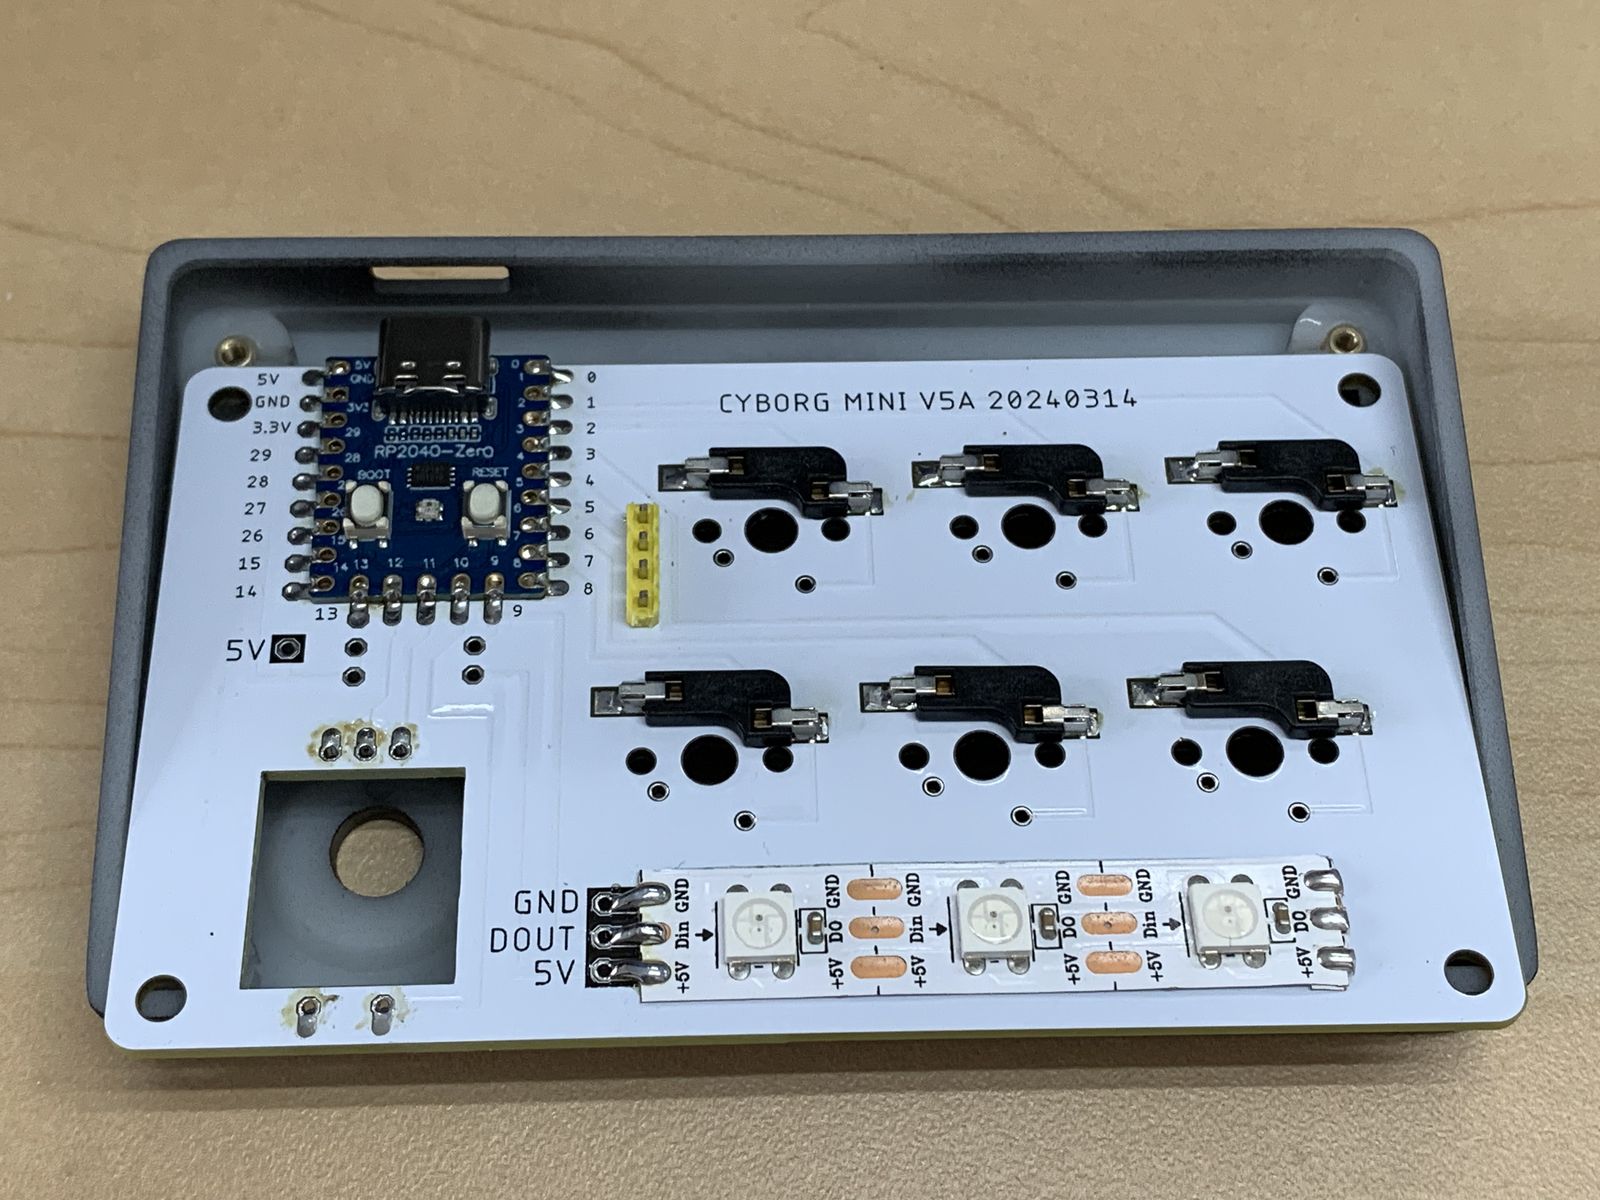 CYBORG MINI V5A 20240314
5V
GND
3.3V
29
28
27
26
15
14
13
9
0
1
2
3
4
5
6
7
8
5V
GND
3V3
29
28
15
14
13
12
11
10
9
0
1
2
3
4
5
6
7
8
RP2040-Zero
BOOT
RESET
5V
GND
DOUT
5V
GND
Din
+5V
GND
DO
+5V
GND
Din
+5V
GND
DO
+5V
GND
Din
+5V
GND
DO
+5V